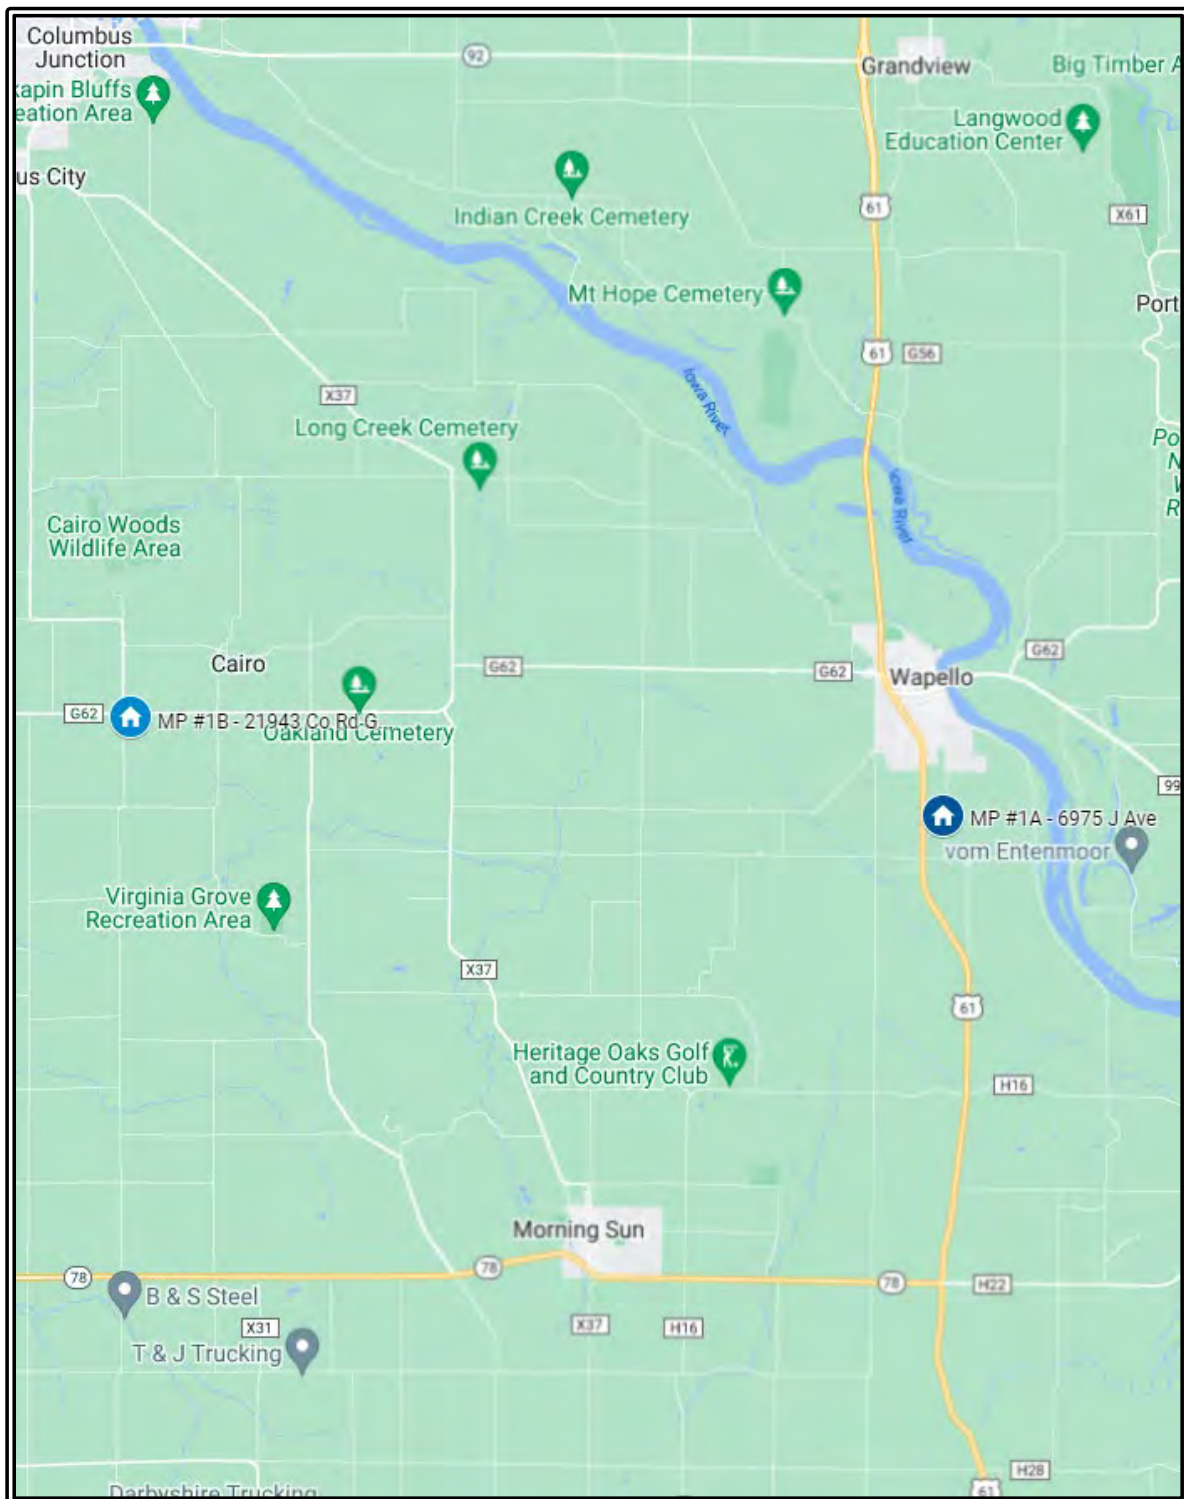 Columbus
Junction
92
Grandview
Big Timber A
kapin Bluffs
eation Area
Langwood
Education Center
us City
61
X61
Indian Creek Cemetery
Mt Hope Cemetery
Port
61
G56
Iowa River
X37
Long Creek Cemetery
Po
N
W
R
Iowa River
Cairo Woods
Wildlife Area
G62
Cairo
G62
G62
Wapello
G62
MP #1B - 21943 Co Rd G...
Oakland Cemetery
99
MP #1A - 6975 J Ave
vom Entenmoor
Virginia Grove
Recreation Area
X37
61
Heritage Oaks Golf
and Country Club
H16
Morning Sun
78
78
78
H22
B & S Steel
X31
X37
H16
T & J Trucking
H28
61
Darbyshire Trucking